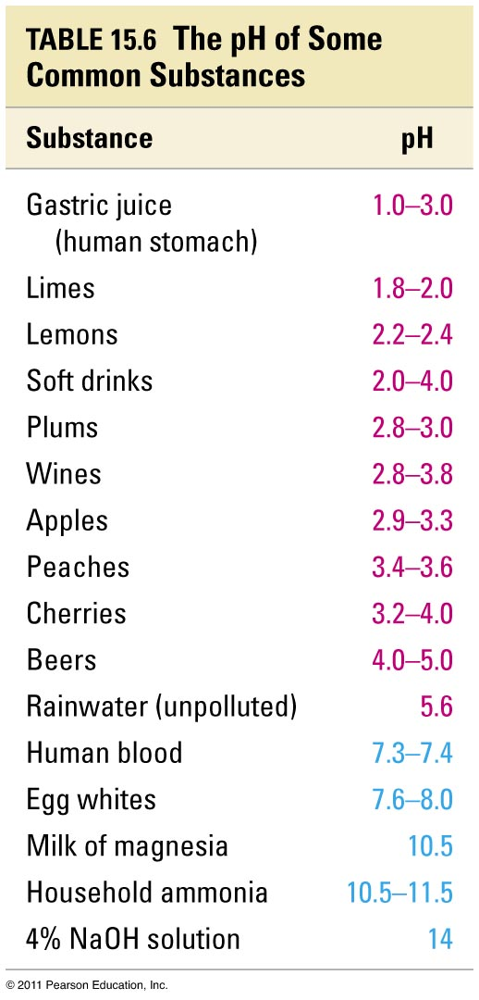 TABLE 15.6 The pH of Some
Common Substances
Substance pH
Gastric juice 1.0–3.0
(human stomach)
Limes 1.8–2.0
Lemons 2.2–2.4
Soft drinks 2.0–4.0
Plums 2.8–3.0
Wines 2.8–3.8
Apples 2.9–3.3
Peaches 3.4–3.6
Cherries 3.2–4.0
Beers 4.0–5.0
Rainwater (unpolluted) 5.6
Human blood 7.3–7.4
Egg whites 7.6–8.0
Milk of magnesia 10.5
Household ammonia 10.5–11.5
4% NaOH solution 14
© 2011 Pearson Education, Inc.